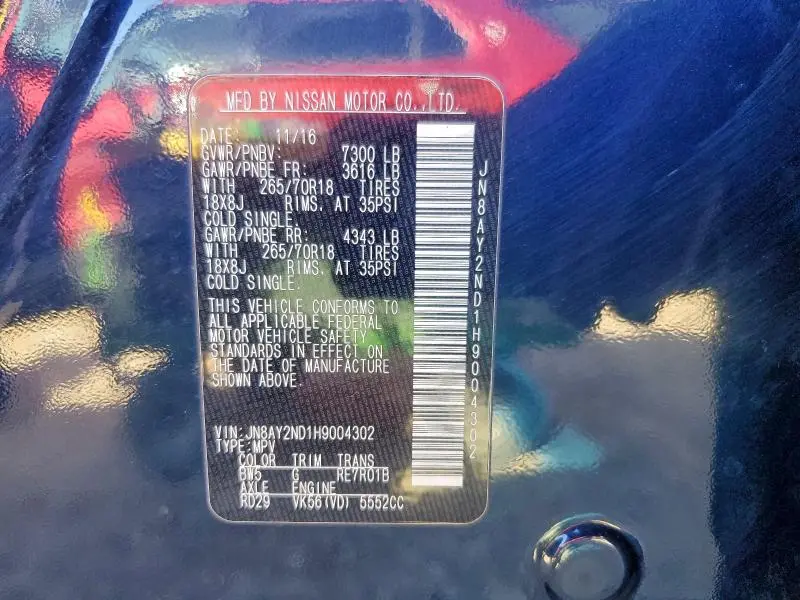 MFD BY NISSAN MOTOR CO.,LTD.
DATE: 11/16
GVWR/PNBV: 7300 LB
GAWR/PNBE FR: 3616 LB
WITH 265/70R18 TIRES
18X8J RIMS. AT 35PSI
COLD SINGLE.
GAWR/PNBE RR: 4343 LB
WITH 265/70R18 TIRES
18X8J RIMS. AT 35PSI
COLD SINGLE.
THIS VEHICLE CONFORMS TO
ALL APPLICABLE FEDERAL
MOTOR VEHICLE SAFETY
STANDARDS IN EFFECT ON
THE DATE OF MANUFACTURE
SHOWN ABOVE.
VIN:JN8AY2ND1H9004302
TYPE:MPV
COLOR TRIM TRANS
BW5 G RE7R01B
AXLE ENGINE
RD29 VK56(VD) 5552CC
JN8AY2ND1H9004302